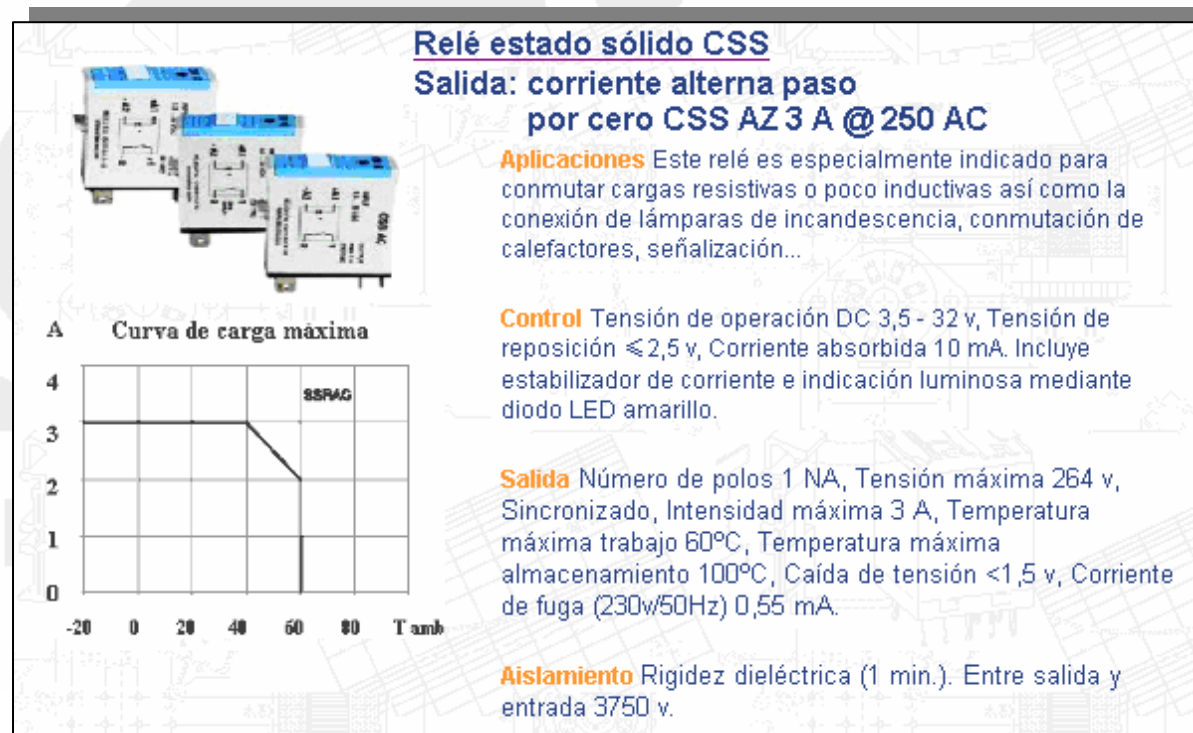 Relé estado sólido CSS
Salida: corriente alterna paso
por cero CSS AZ 3 A @ 250 AC
Aplicaciones Este relé es especialmente indicado para
conmutar cargas resistivas o poco inductivas así como la
conexión de lámparas de incandescencia, conmutación de
calefactores, señalización...
Control Tensión de operación DC 3,5 - 32 v, Tensión de
reposición ⩽ 2,5 v, Corriente absorbida 10 mA. Incluye
estabilizador de corriente e indicación luminosa mediante
diodo LED amarillo.
Salida Número de polos 1 NA, Tensión máxima 264 v,
Sincronizado, Intensidad máxima 3 A, Temperatura
máxima trabajo 60ºC, Temperatura máxima
almacenamiento 100ºC, Caída de tensión <1,5 v, Corriente
de fuga (230v/50Hz) 0,55 mA.
Aislamiento Rigidez dieléctrica (1 min.). Entre salida y
entrada 3750 v.
CSS AC
A Curva de carga máxima
SSRAC
4
3
2
1
0
-20 0 20 40 60 80 T amb